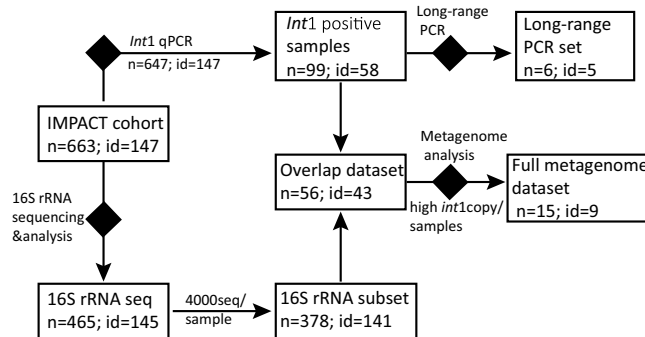 Int1 qPCR
n=647; id=147
Int1 positive
samples
n=99; id=58
Long-range
PCR
Long-range
PCR set
n=6; id=5
IMPACT cohort
n=663; id=147
Overlap dataset
n=56; id=43
Metagenome
analysis
high int1copy/
samples
Full metagenome
dataset
n=15; id=9
16S rRNA
sequencing
&analysis
16S rRNA seq
n=465; id=145
4000seq/
sample
16S rRNA subset
n=378; id=141